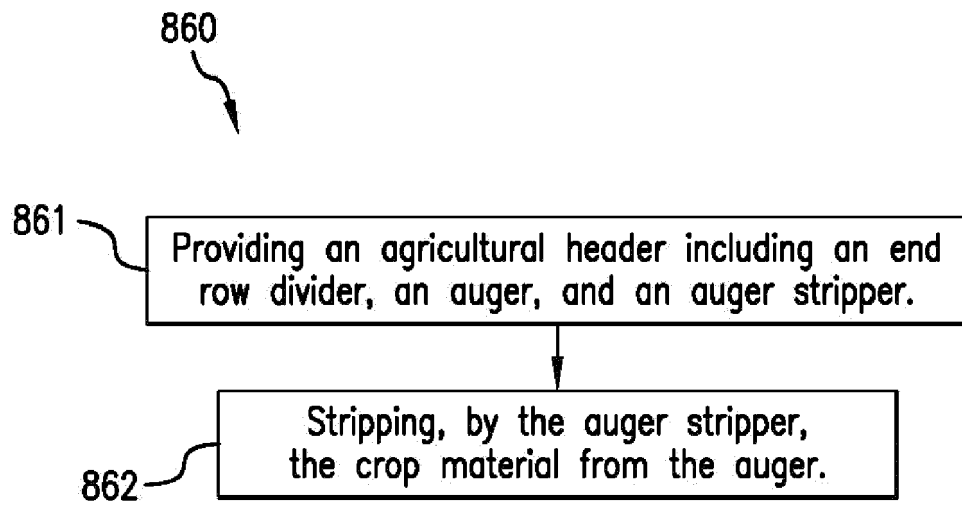 860
861
Providing an agricultural header including an end
row divider, an auger, and an auger stripper.
Stripping, by the auger stripper,
the crop material from the auger.
862